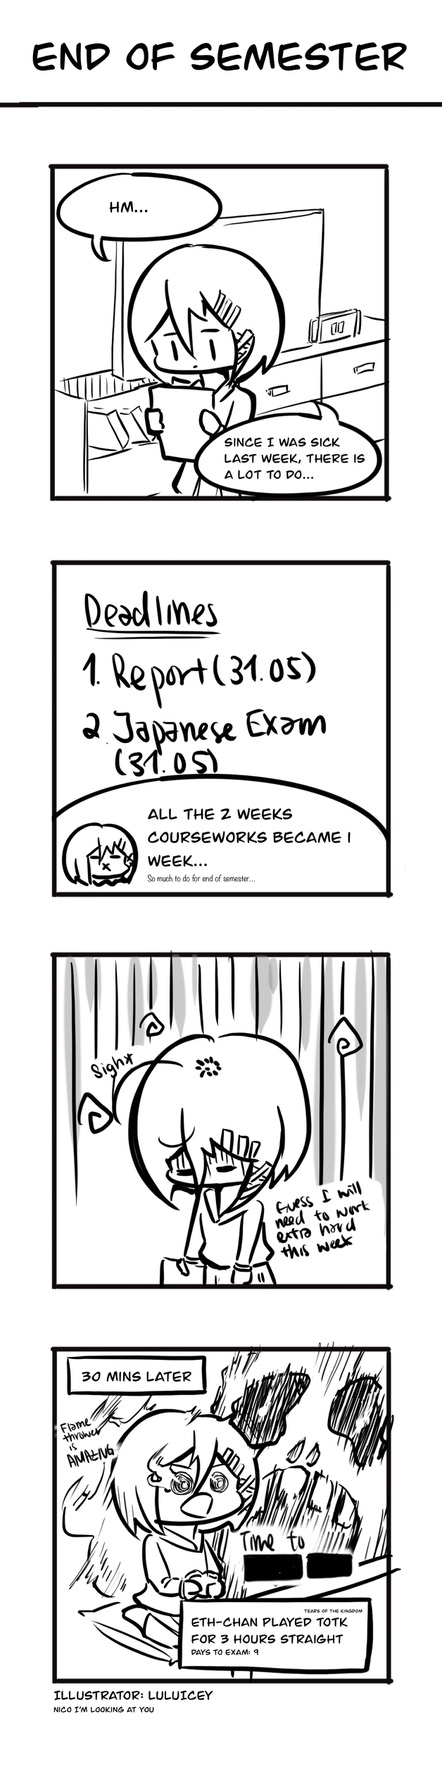 END OF SEMESTER
HM...
SINCE I WAS SICK
LAST WEEK, THERE IS
A LOT TO DO...
Deadlines
1. Report (31.05)
2. Japanese Exam
(31.05)
ALL THE 2 WEEKS
COURSEWORKS BECAME 1
WEEK...
So much to do for end of semester...
Sigh*
Guess I will
need to work
extra hard
this week
30 MINS LATER
Flame
thrower
is
AMAZING
Time to
TEARS OF THE KINGDOM
ETH-CHAN PLAYED TOTK
FOR 3 HOURS STRAIGHT
DAYS TO EXAM: 9
ILLUSTRATOR: LULUICEY
NICO I'M LOOKING AT YOU